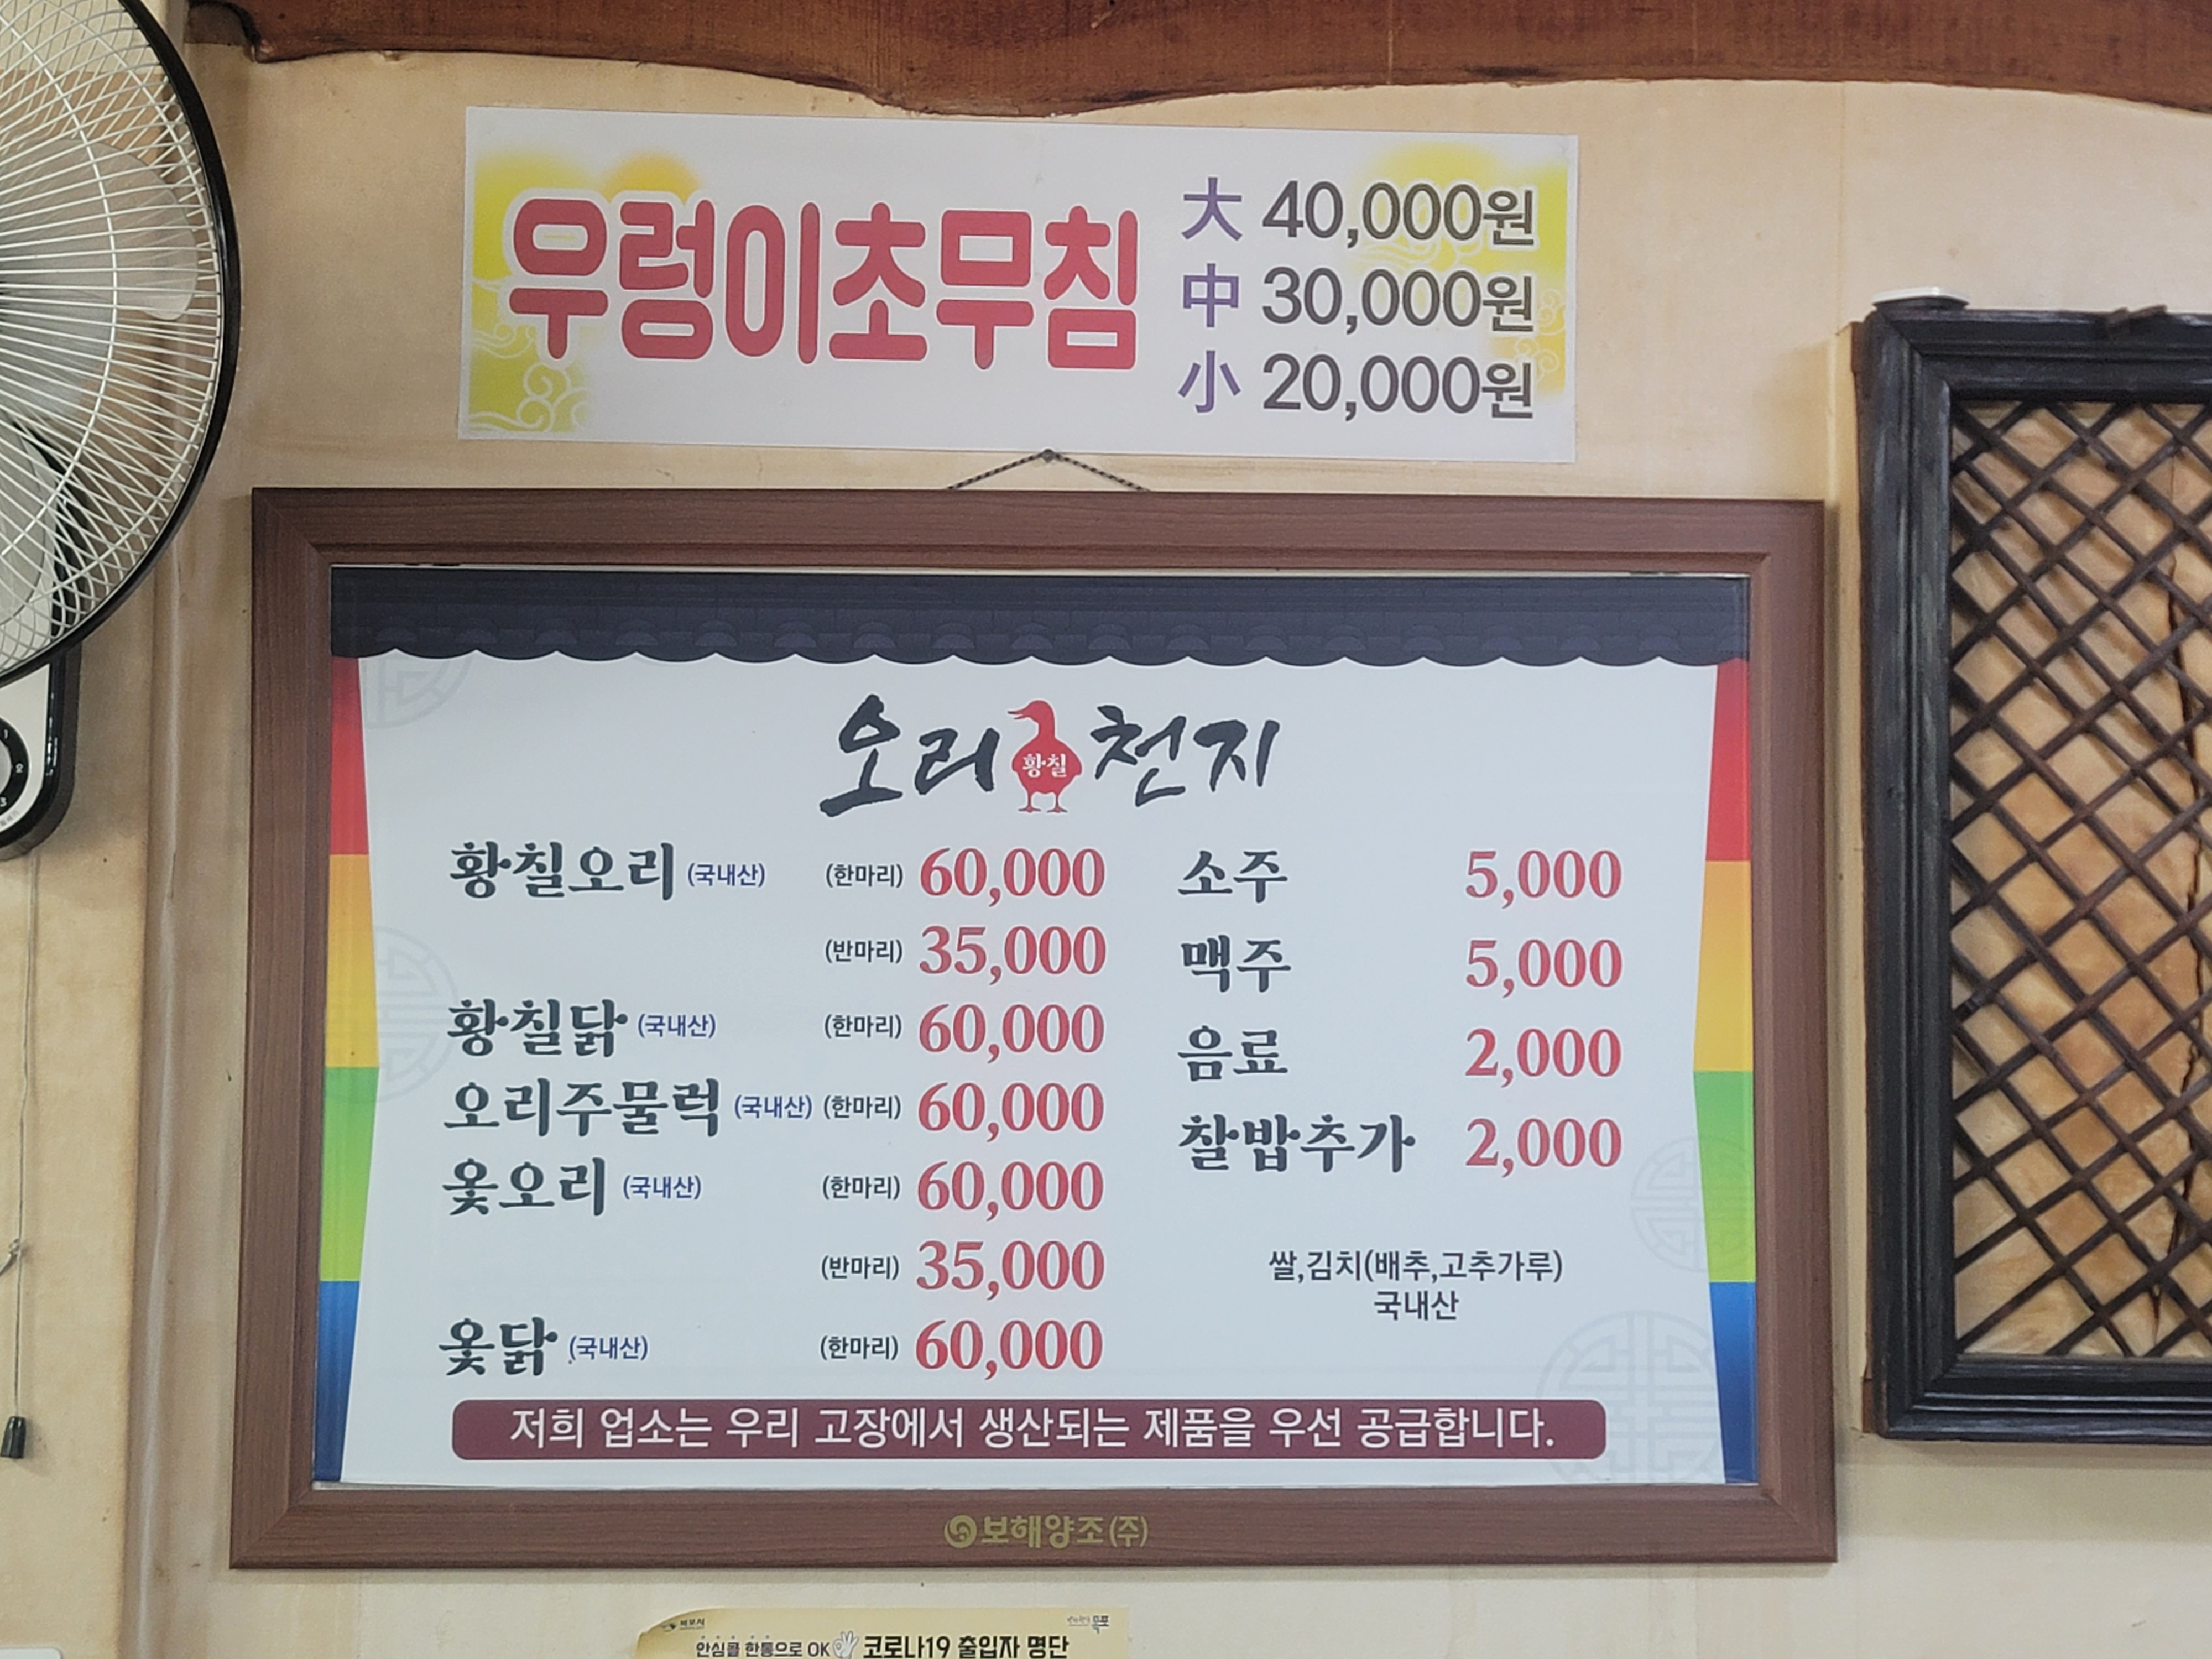 우렁이초무침
大 40,000원
中 30,000원
小 20,000원
오리 황칠 천지
황칠오리 (국내산) (한마리) 60,000
(반마리) 35,000
황칠닭 (국내산) (한마리) 60,000
오리주물럭 (국내산) (한마리) 60,000
옻오리 (국내산) (한마리) 60,000
(반마리) 35,000
옻닭 (국내산) (한마리) 60,000
소주 5,000
맥주 5,000
음료 2,000
찰밥추가 2,000
쌀,김치(배추,고추가루)
국내산
저희 업소는 우리 고장에서 생산되는 제품을 우선 공급합니다.
보해양조(주)
안심콜 한통으로 OK 코로나19 출입자 명단